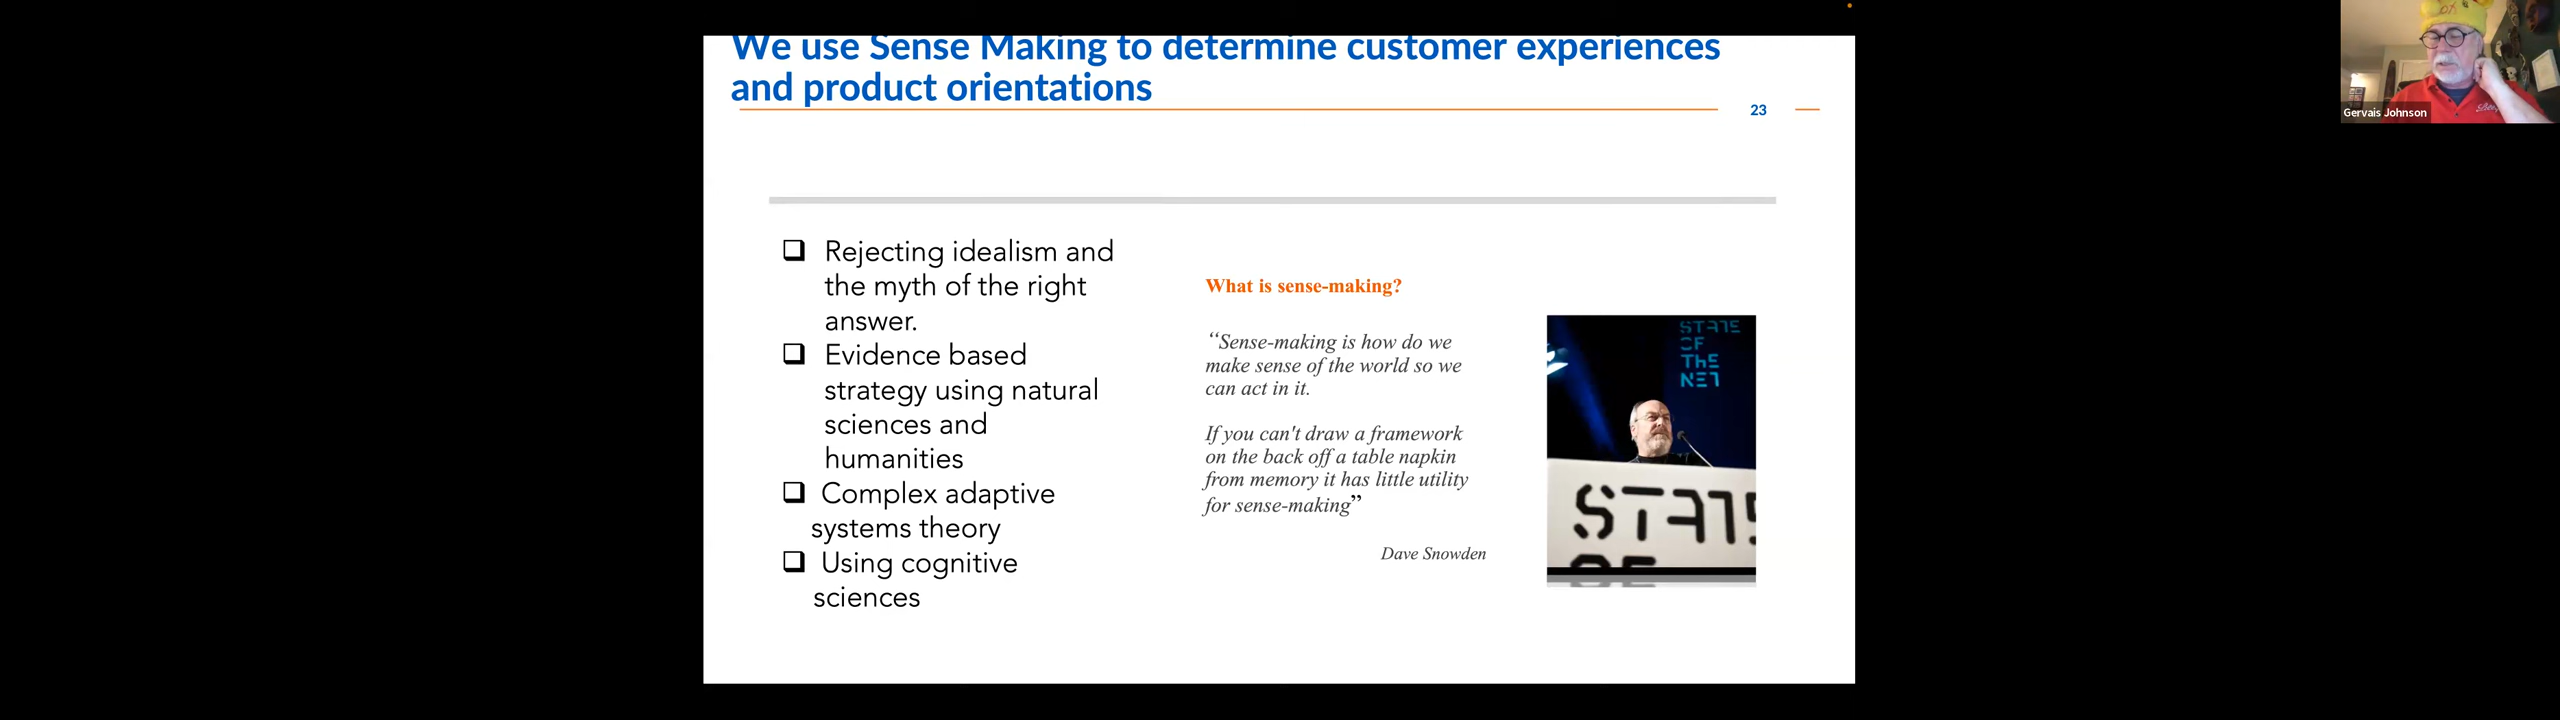 We use Sense Making to determine customer experiences
and product orientations
23
❑ Rejecting idealism and
the myth of the right
answer.
❑ Evidence based
strategy using natural
sciences and
humanities
❑ Complex adaptive
systems theory
❑ Using cognitive
sciences
What is sense-making?
“Sense-making is how do we
make sense of the world so we
can act in it.
If you can't draw a framework
on the back off a table napkin
from memory it has little utility
for sense-making”
Dave Snowden
STATE
OF
THE
NET
STATE
OF
Gervais Johnson